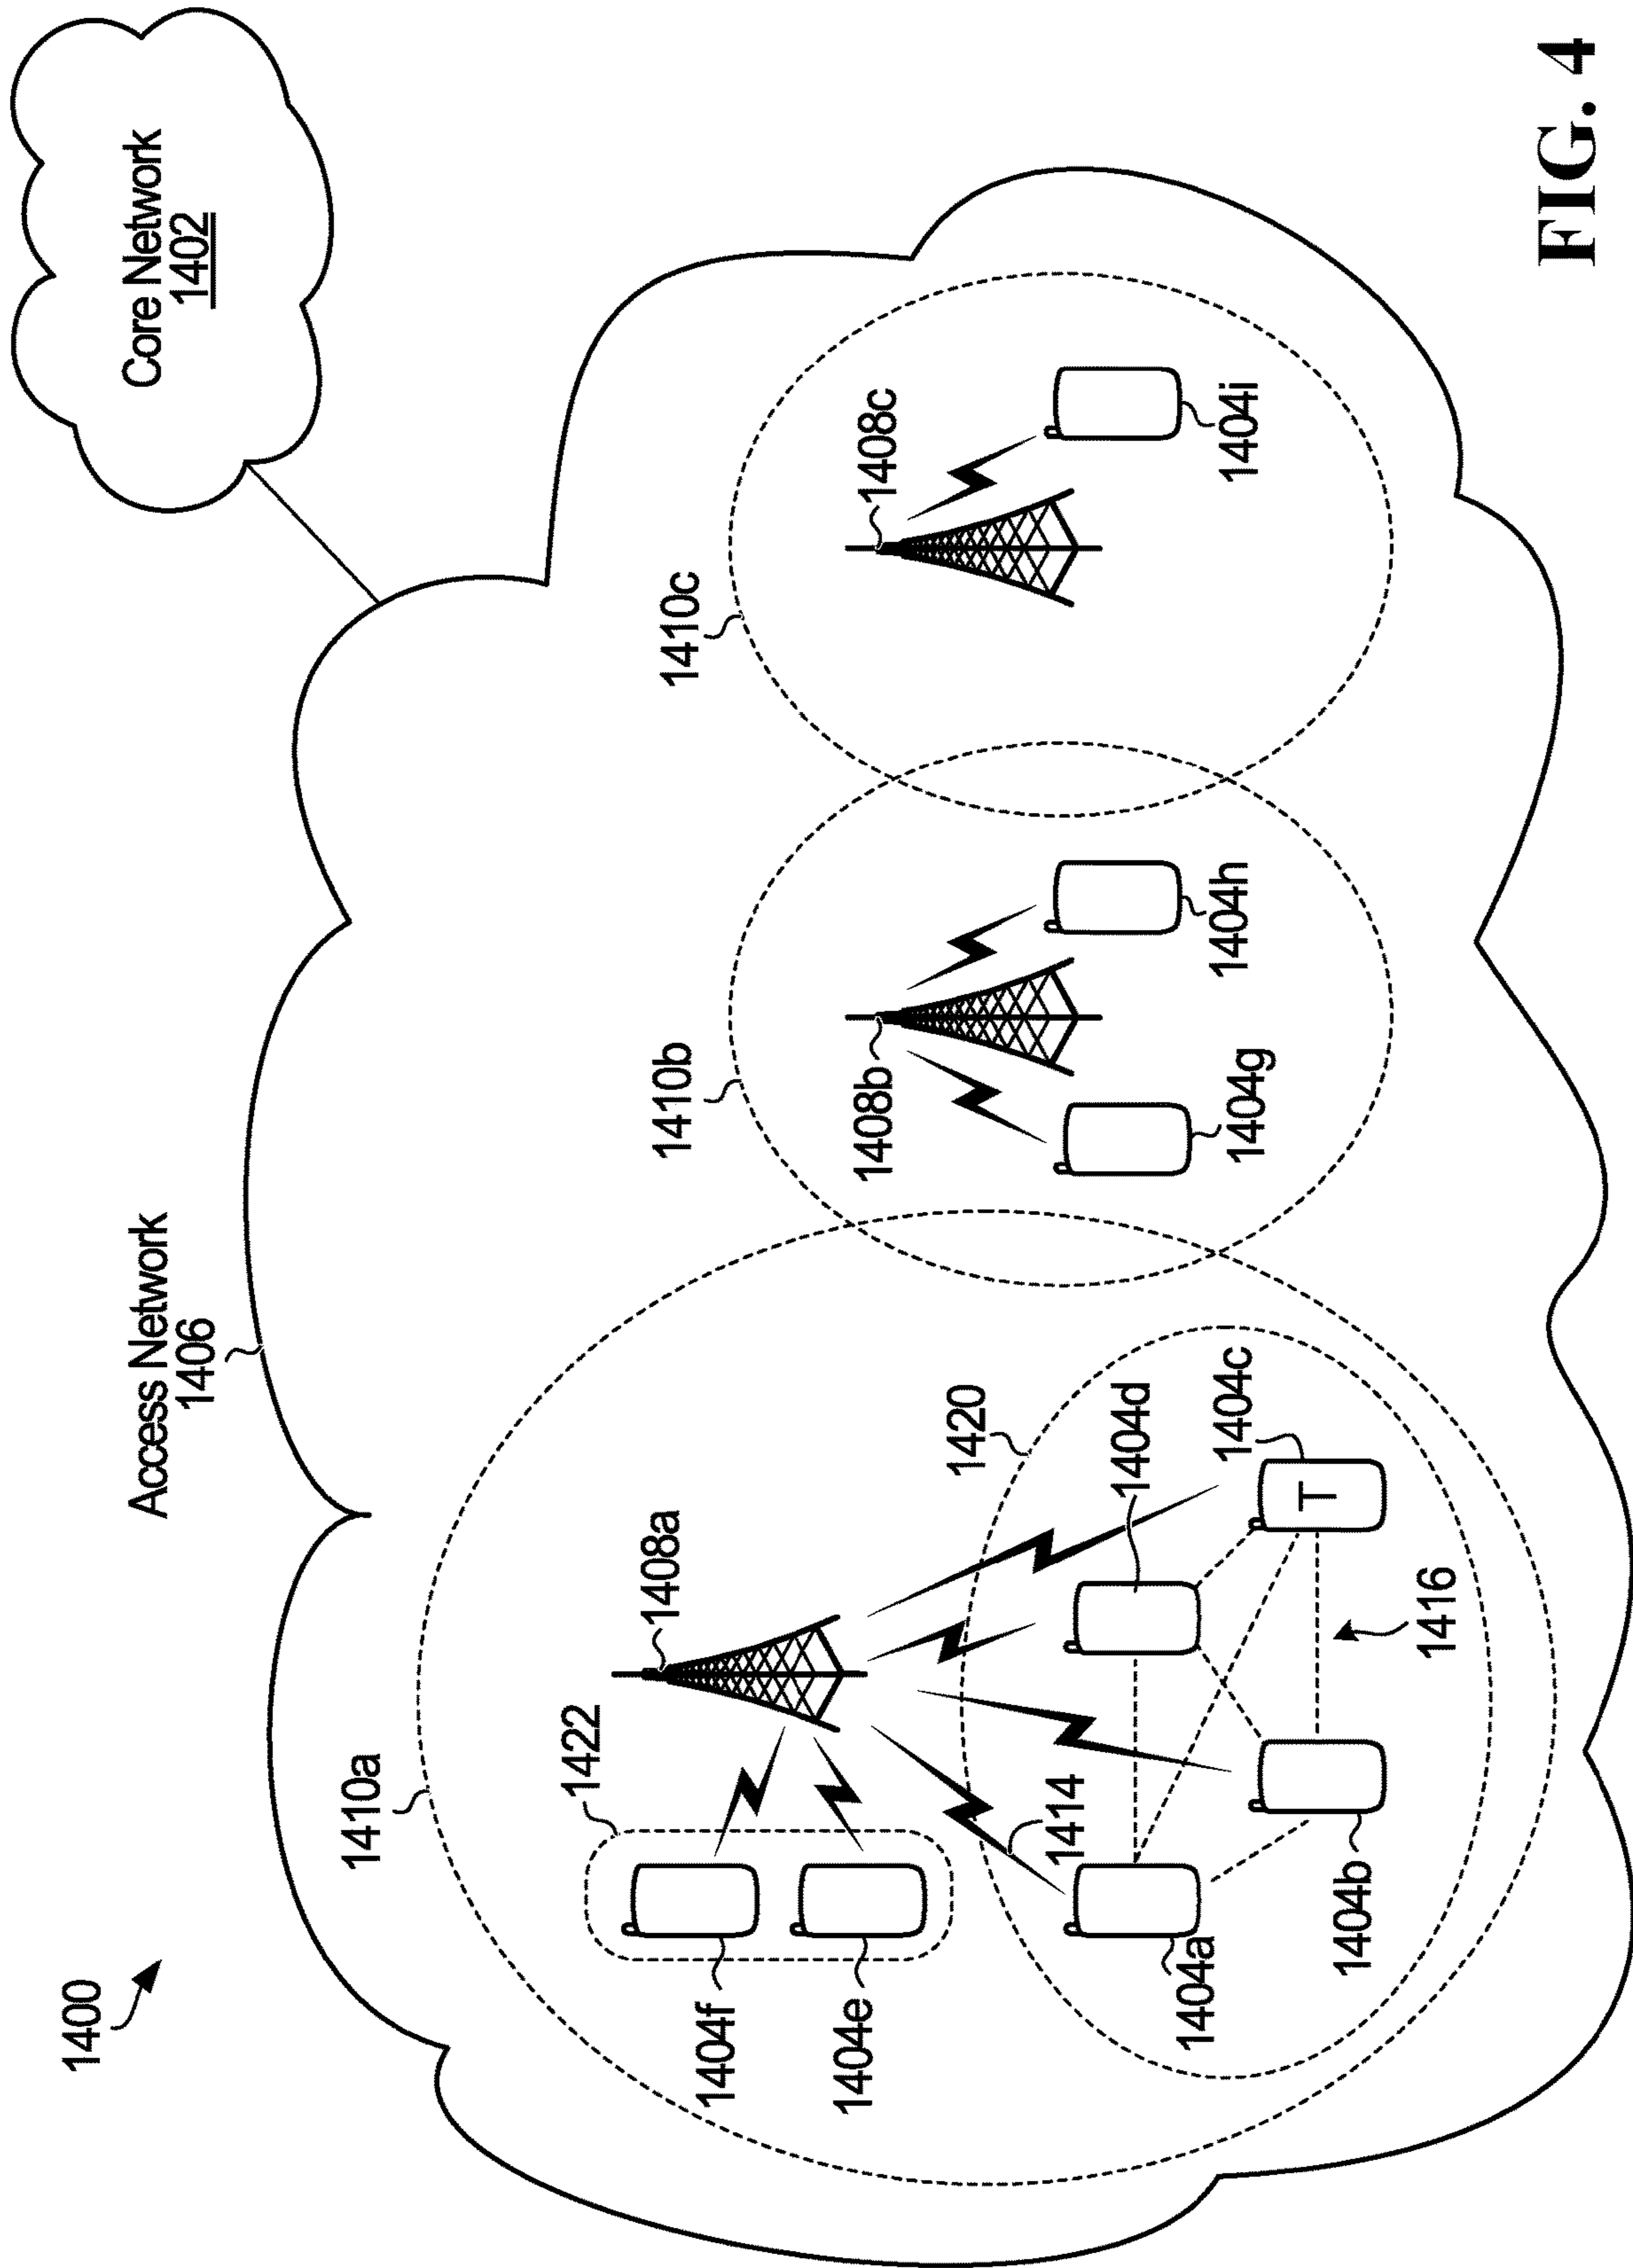 1400
Access Network
1406
Core Network
1402
1410a
1422
1408a
1404f
1404e
1414
1420
1404d
1404c
T
1404a
1404b
1416
1410b
1408b
1404g
1404h
1410c
1408c
1404i
FIG. 4